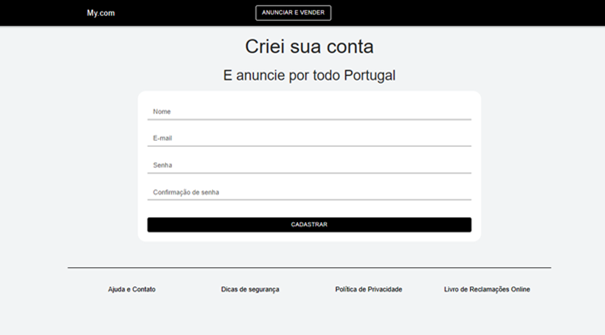 My.com
ANUNCIAR E VENDER
Criei sua conta
E anuncie por todo Portugal
Nome
E-mail
Senha
Confirmação de senha
CADASTRAR
Ajuda e Contato
Dicas de segurança
Política de Privacidade
Livro de Reclamações Online